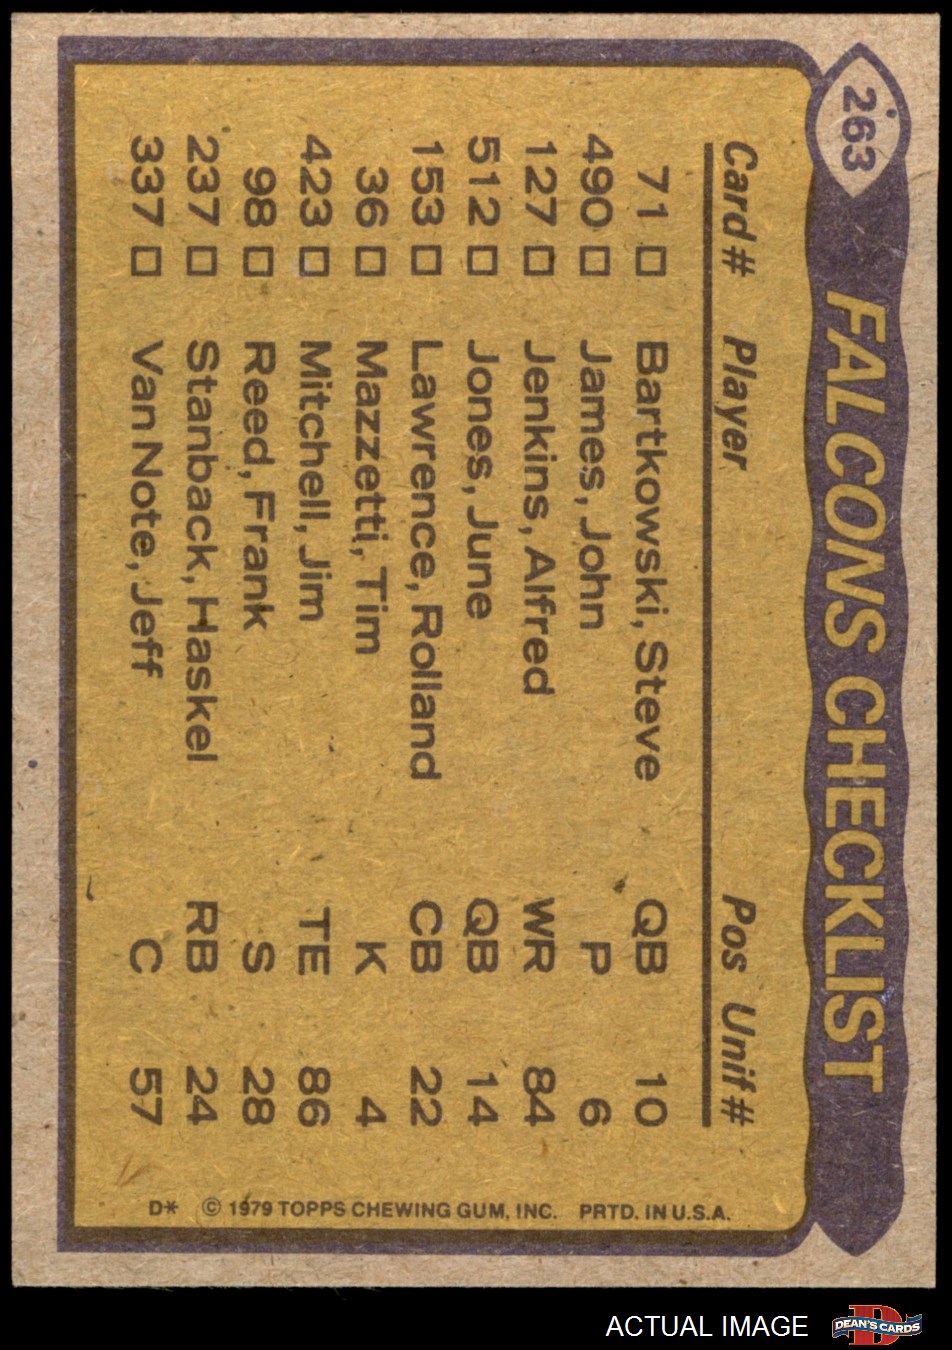 263
FALCONS CHECKLIST
Card# Player Pos Unif#
71 Bartkowski, Steve QB 10
490 James, John P 6
127 Jenkins, Alfred WR 84
512 Jones, June QB 14
153 Lawrence, Rolland CB 22
36 Mazzetti, Tim K 4
423 Mitchell, Jim TE 86
98 Reed, Frank S 28
237 Stanback, Haskel RB 24
337 Van Note, Jeff C 57
D* © 1979 TOPPS CHEWING GUM, INC. PRTD. IN U.S.A.
ACTUAL IMAGE
D
DEAN'S CARDS